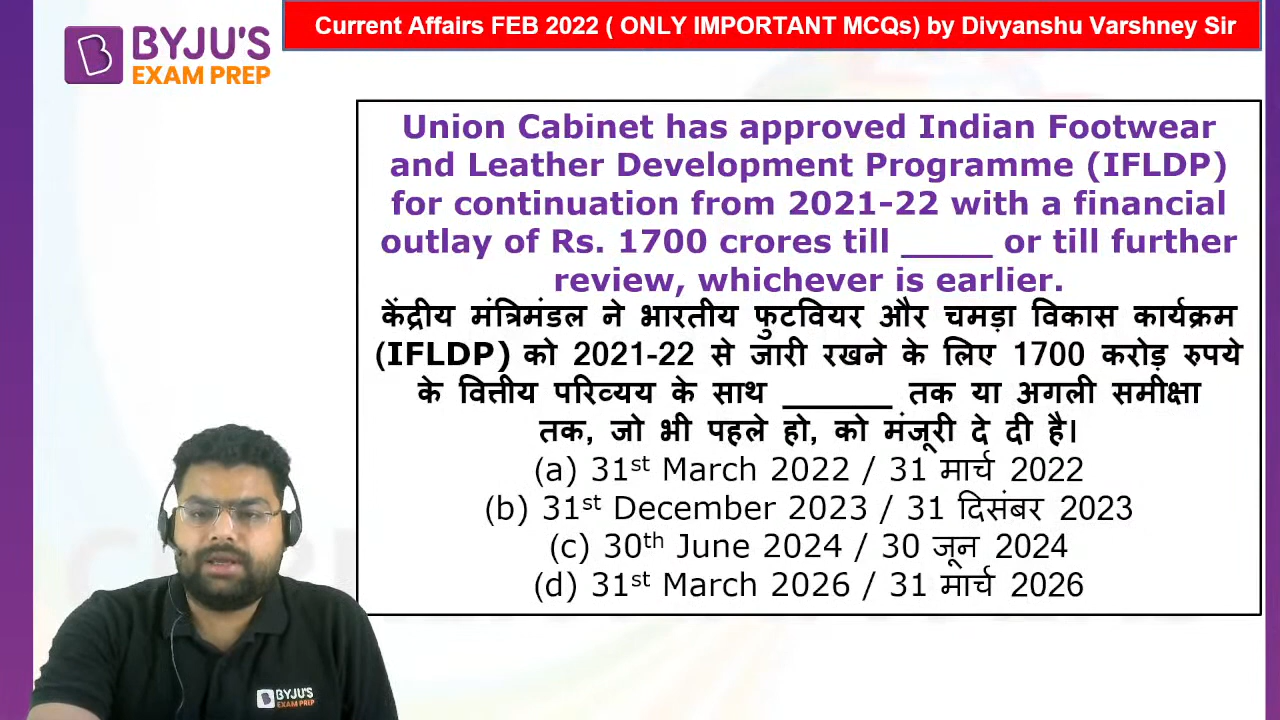 Current Affairs FEB 2022 ( ONLY IMPORTANT MCQs) by Divyanshu Varshney Sir
BYJU'S
EXAM PREP
Union Cabinet has approved Indian Footwear
and Leather Development Programme (IFLDP)
for continuation from 2021-22 with a financial
outlay of Rs. 1700 crores till _____ or till further
review, whichever is earlier.
केंद्रीय मंत्रिमंडल ने भारतीय फुटवियर और चमड़ा विकास कार्यक्रम
(IFLDP) को 2021-22 से जारी रखने के लिए 1700 करोड़ रुपये
के वित्तीय परिव्यय के साथ ______ तक या अगली समीक्षा
तक, जो भी पहले हो, को मंजूरी दे दी है।
(a) 31st March 2022 / 31 मार्च 2022
(b) 31st December 2023 / 31 दिसंबर 2023
(c) 30th June 2024 / 30 जून 2024
(d) 31st March 2026 / 31 मार्च 2026
BYJU'S
EXAM PREP